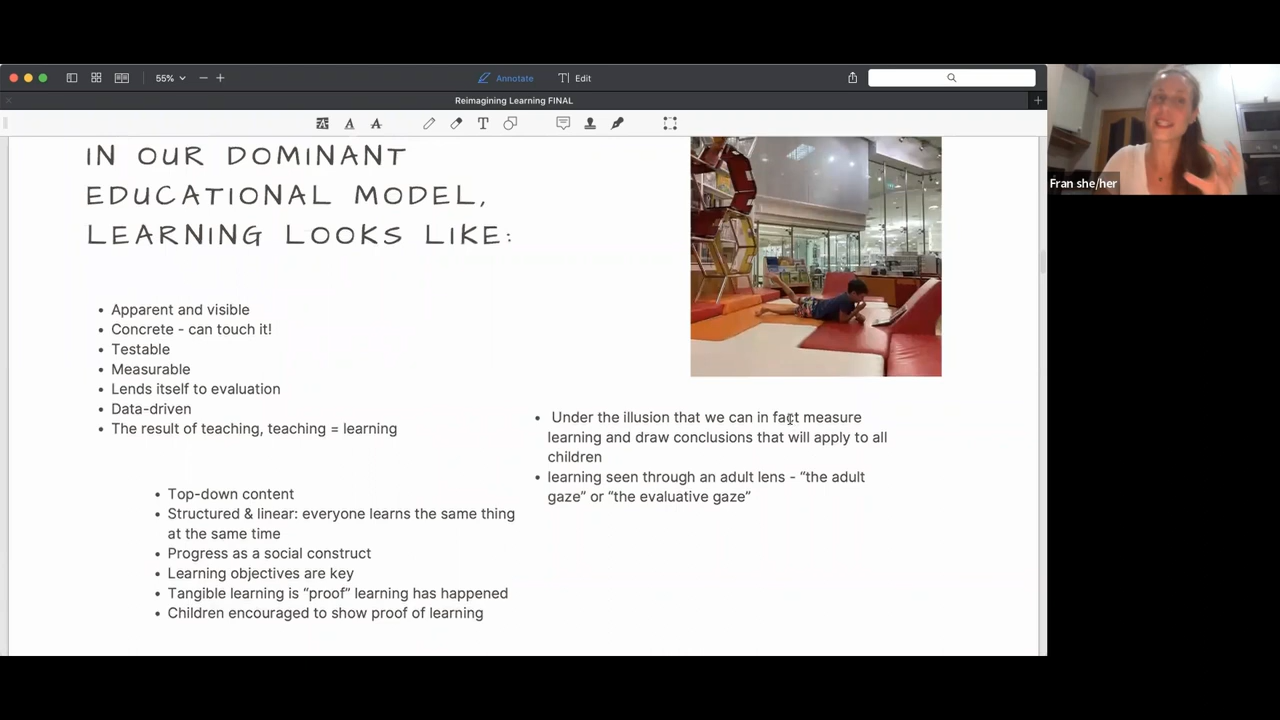 55%
Annotate
Edit
Reimagining Learning FINAL
IN OUR DOMINANT
EDUCATIONAL MODEL,
LEARNING LOOKS LIKE:
• Apparent and visible
• Concrete - can touch it!
• Testable
• Measurable
• Lends itself to evaluation
• Data-driven
• The result of teaching, teaching = learning
• Top-down content
• Structured & linear: everyone learns the same thing
at the same time
• Progress as a social construct
• Learning objectives are key
• Tangible learning is “proof” learning has happened
• Children encouraged to show proof of learning
• Under the illusion that we can in fact measure
learning and draw conclusions that will apply to all
children
• learning seen through an adult lens - “the adult
gaze” or “the evaluative gaze”
Fran she/her